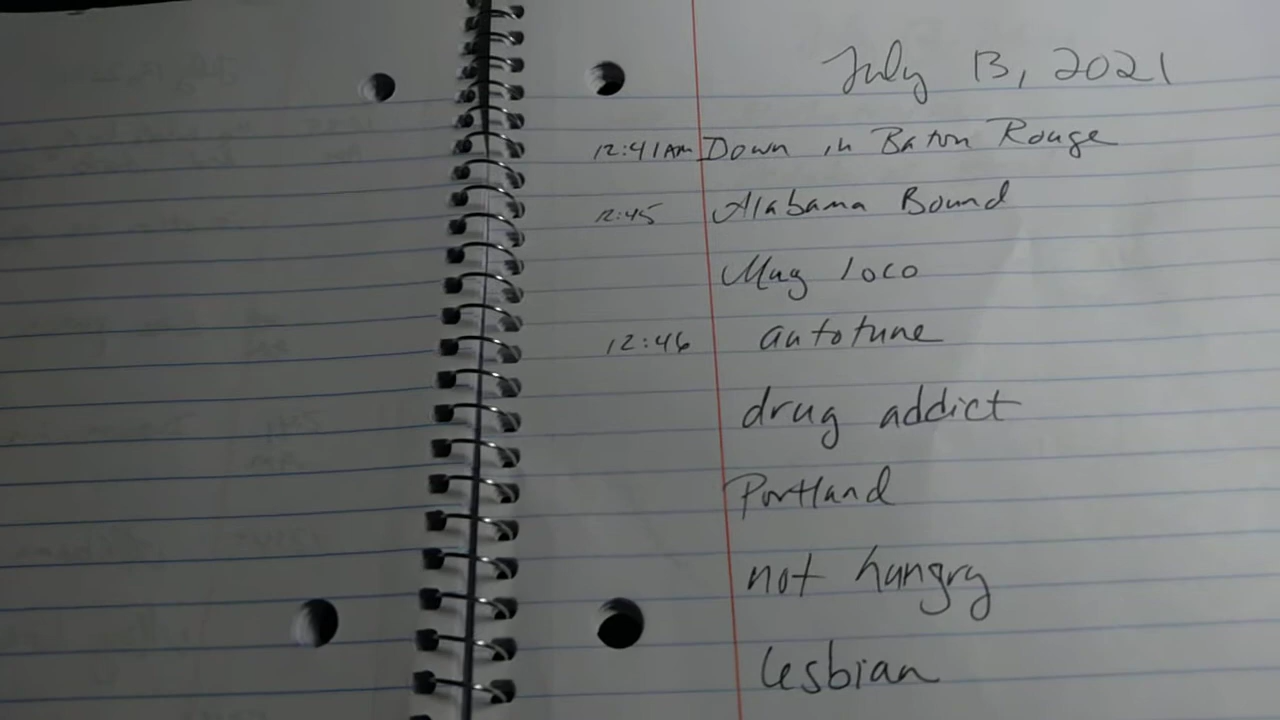 July 13, 2021
12:41AM Down in Baton Rouge
12:45 Alabama Bound
Muy loco
12:46 autotune
drug addict
Portland
not hungry
lesbian